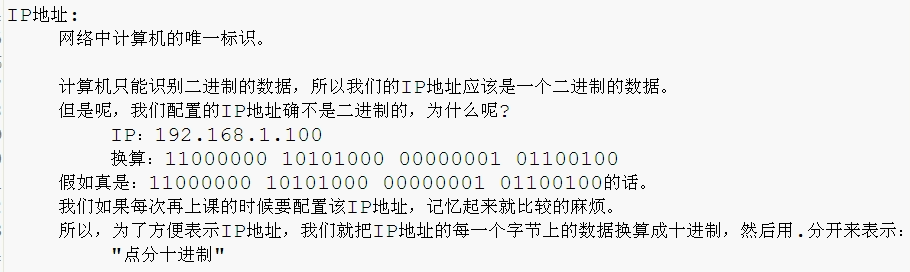 IP地址:
网络中计算机的唯一标识。
计算机只能识别二进制的数据，所以我们的IP地址应该是一个二进制的数据。
但是呢，我们配置的IP地址确不是二进制的，为什么呢?
IP：192.168.1.100
换算：11000000 10101000 00000001 01100100
假如真是：11000000 10101000 00000001 01100100的话。
我们如果每次再上课的时候要配置该IP地址，记忆起来就比较的麻烦。
所以，为了方便表示IP地址，我们就把IP地址的每一个字节上的数据换算成十进制，然后用.分开来表示：
"点分十进制"